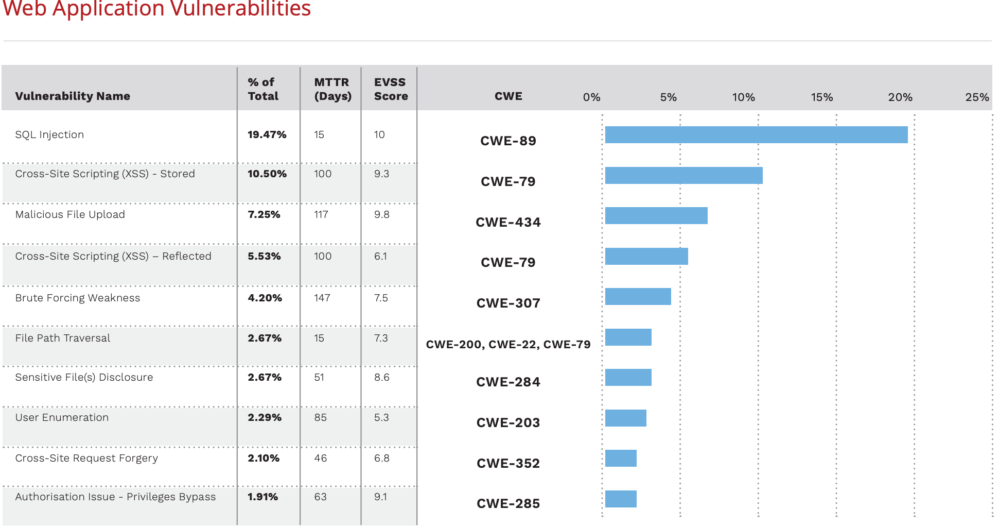 Web Application Vulnerabilities
Vulnerability Name % of Total MTTR (Days) EVSS Score CWE 0% 5% 10% 15% 20% 25%
SQL Injection 19.47% 15 10 CWE-89
Cross-Site Scripting (XSS) - Stored 10.50% 100 9.3 CWE-79
Malicious File Upload 7.25% 117 9.8 CWE-434
Cross-Site Scripting (XSS) – Reflected 5.53% 100 6.1 CWE-79
Brute Forcing Weakness 4.20% 147 7.5 CWE-307
File Path Traversal 2.67% 15 7.3 CWE-200, CWE-22, CWE-79
Sensitive File(s) Disclosure 2.67% 51 8.6 CWE-284
User Enumeration 2.29% 85 5.3 CWE-203
Cross-Site Request Forgery 2.10% 46 6.8 CWE-352
Authorisation Issue - Privileges Bypass 1.91% 63 9.1 CWE-285